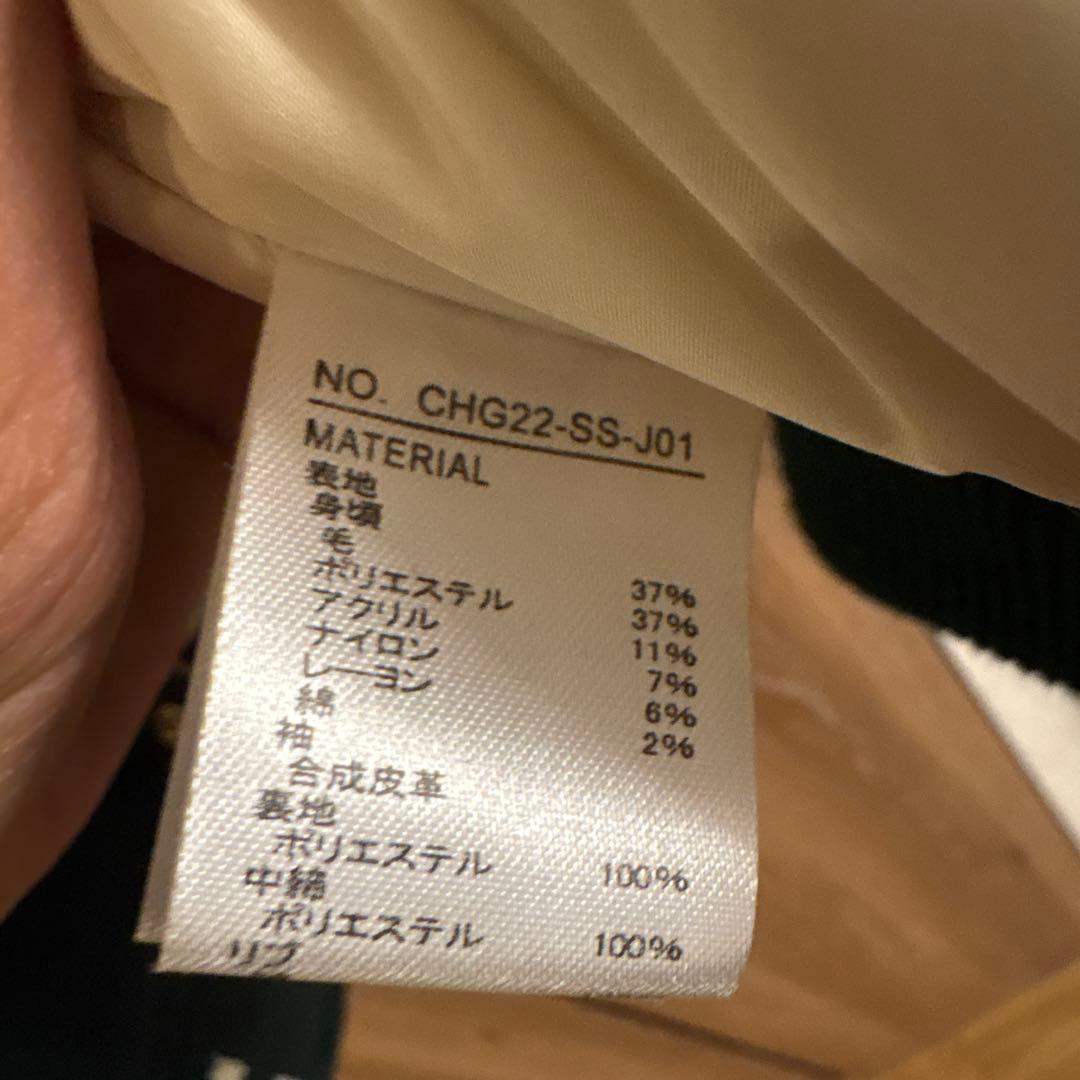 NO. CHG22-SS-J01
MATERIAL
表地
身頃
毛 37%
ポリエステル 37%
アクリル 11%
ナイロン 7%
レーヨン 6%
綿 2%
袖
合成皮革
裏地
ポリエステル 100%
中綿
ポリエステル 100%
リブ